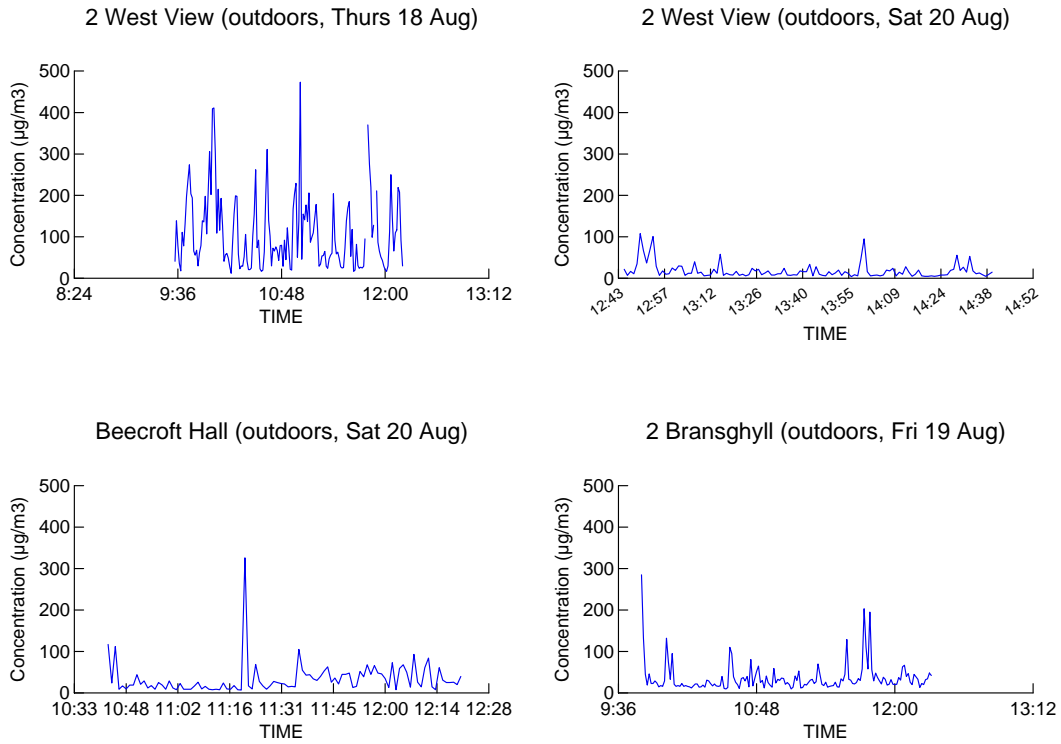 2 West View (outdoors, Thurs 18 Aug)
Concentration (µg/m3)
500
400
300
200
100
0
8:24 9:36 10:48 12:00 13:12
TIME
2 West View (outdoors, Sat 20 Aug)
Concentration (µg/m3)
500
400
300
200
100
0
12:43 12:57 13:12 13:26 13:40 13:55 14:09 14:24 14:38 14:52
TIME
Beecroft Hall (outdoors, Sat 20 Aug)
Concentration (µg/m3)
500
400
300
200
100
0
10:33 10:48 11:02 11:16 11:31 11:45 12:00 12:14 12:28
TIME
2 Bransghyll (outdoors, Fri 19 Aug)
Concentration (µg/m3)
500
400
300
200
100
0
9:36 10:48 12:00 13:12
TIME